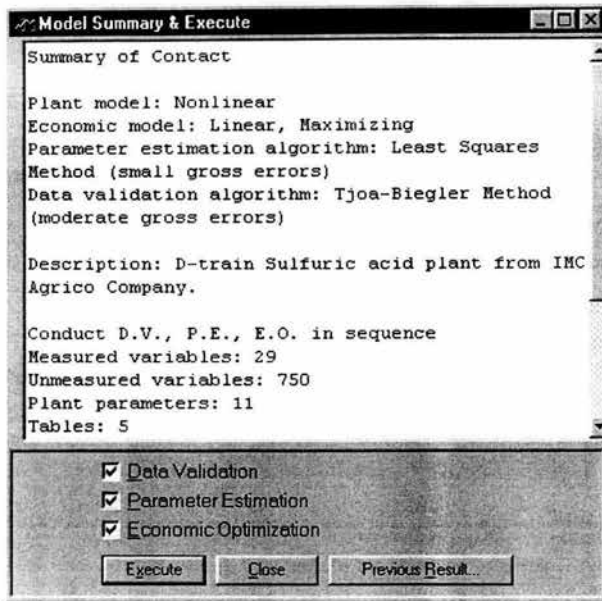 Model Summary & Execute
Summary of Contact
Plant model: Nonlinear
Economic model: Linear, Maximizing
Parameter estimation algorithm: Least Squares
Method (small gross errors)
Data validation algorithm: Tjoa-Biegler Method
(moderate gross errors)
Description: D-train Sulfuric acid plant from IMC
Agrico Company.
Conduct D.V., P.E., E.O. in sequence
Measured variables: 29
Unmeasured variables: 750
Plant parameters: 11
Tables: 5
Data Validation
Parameter Estimation
Economic Optimization
Execute Close Previous Result...